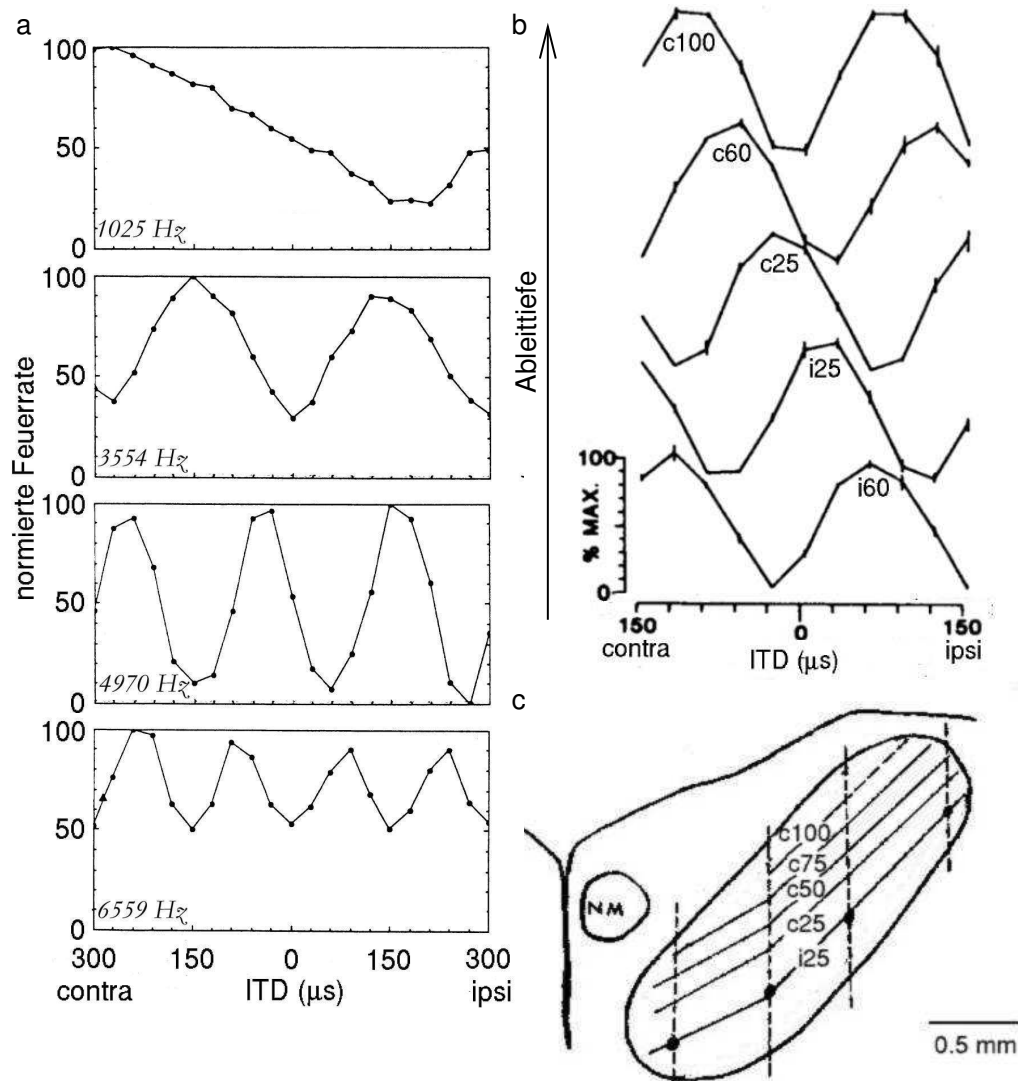 a
normierte Feuerrate
100
50
0
1025 Hz
100
50
0
3554 Hz
100
50
0
4970 Hz
100
50
0
6559 Hz
300 150 0 150 300
contra ITD (µs) ipsi
b
Ableittiefe
c100
c60
c25
i25
i60
100
% MAX.
0
150 0 150
contra ITD (µs) ipsi
c
c100
c75
c50
c25
i25
NM
0.5 mm